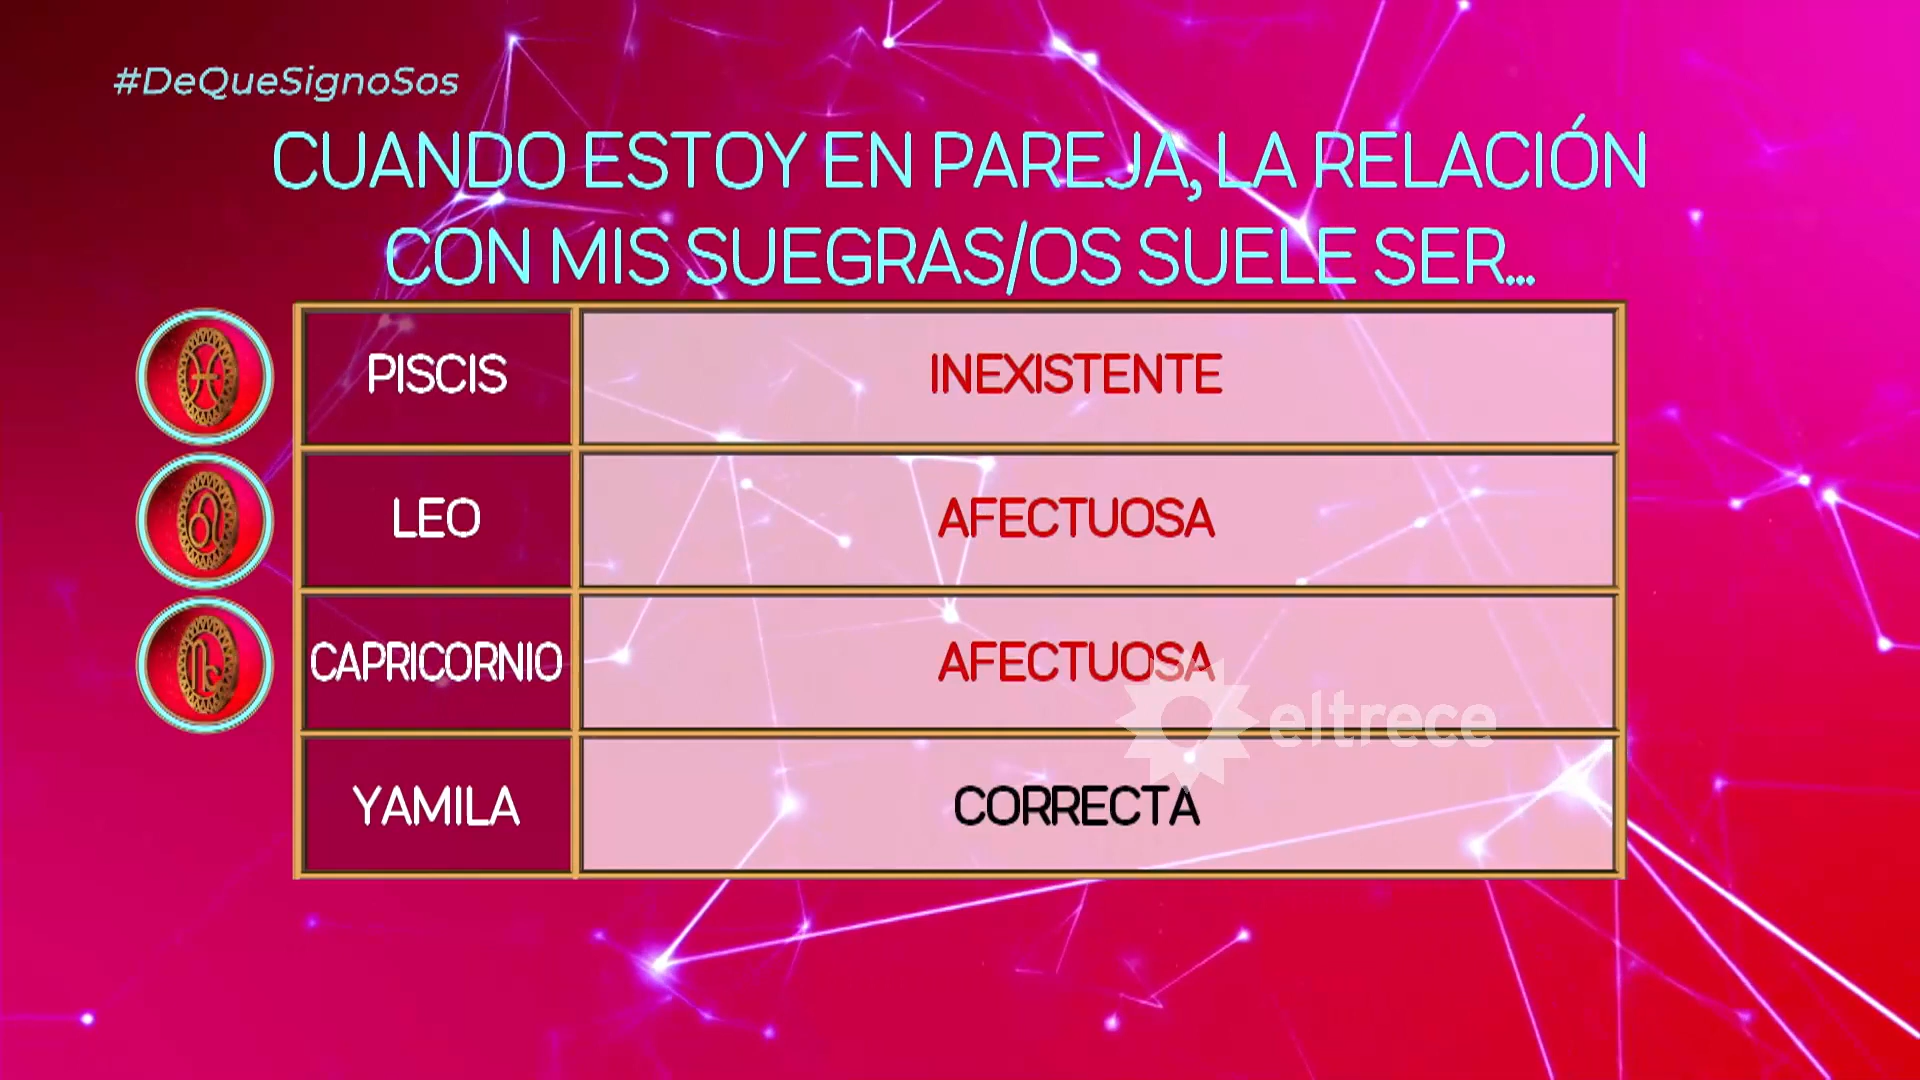 #DeQueSignoSos
CUANDO ESTOY EN PAREJA, LA RELACIÓN
CON MIS SUEGRAS/OS SUELE SER...
PISCIS INEXISTENTE
LEO AFECTUOSA
CAPRICORNIO AFECTUOSA
eltrece
YAMILA CORRECTA